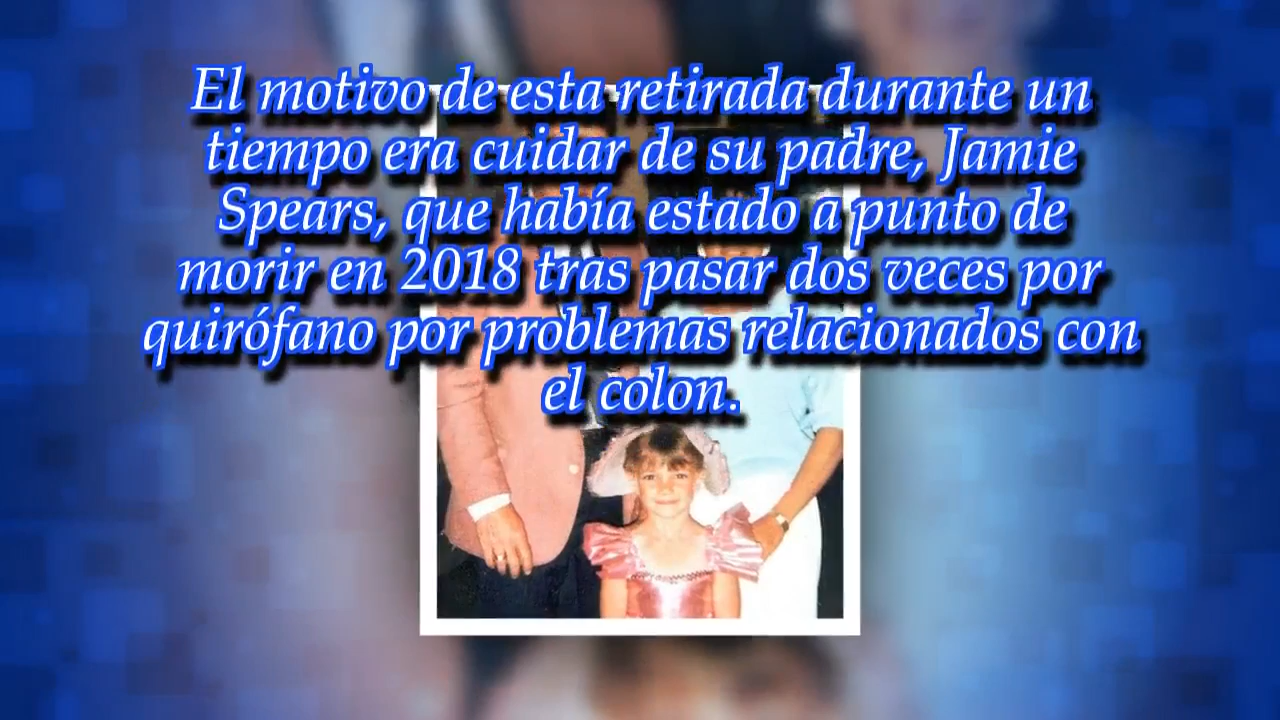 El motivo de esta retirada durante un
tiempo era cuidar de su padre, Jamie
Spears, que había estado a punto de
morir en 2018 tras pasar dos veces por
quirófano por problemas relacionados con
el colon.